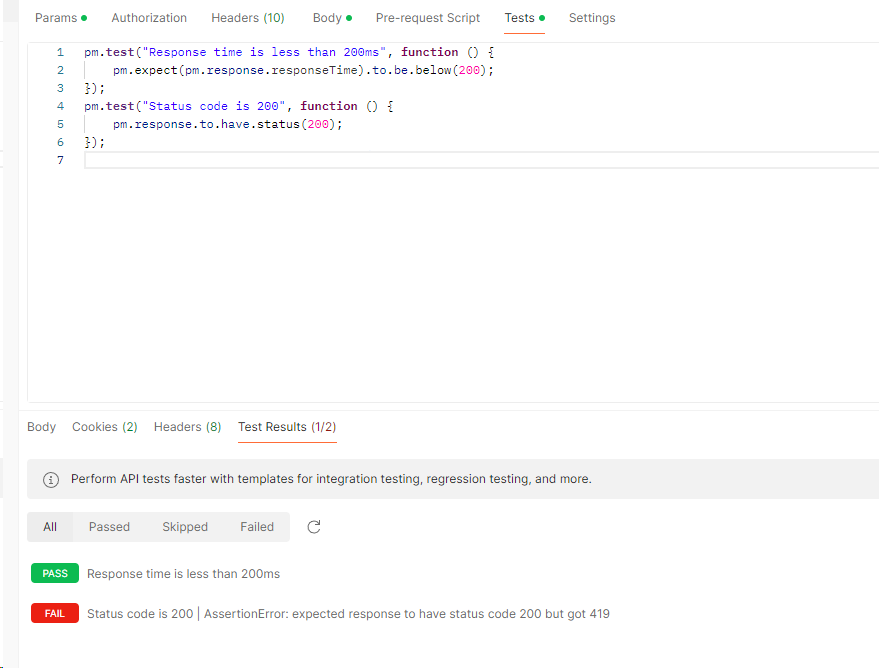 Params Authorization Headers (10) Body Pre-request Script Tests Settings
1 pm.test("Response time is less than 200ms", function () {
2 pm.expect(pm.response.responseTime).to.be.below(200);
3 });
4 pm.test("Status code is 200", function () {
5 pm.response.to.have.status(200);
6 });
7
Body Cookies (2) Headers (8) Test Results (1/2)
Perform API tests faster with templates for integration testing, regression testing, and more.
All Passed Skipped Failed
PASS Response time is less than 200ms
FAIL Status code is 200 | AssertionError: expected response to have status code 200 but got 419